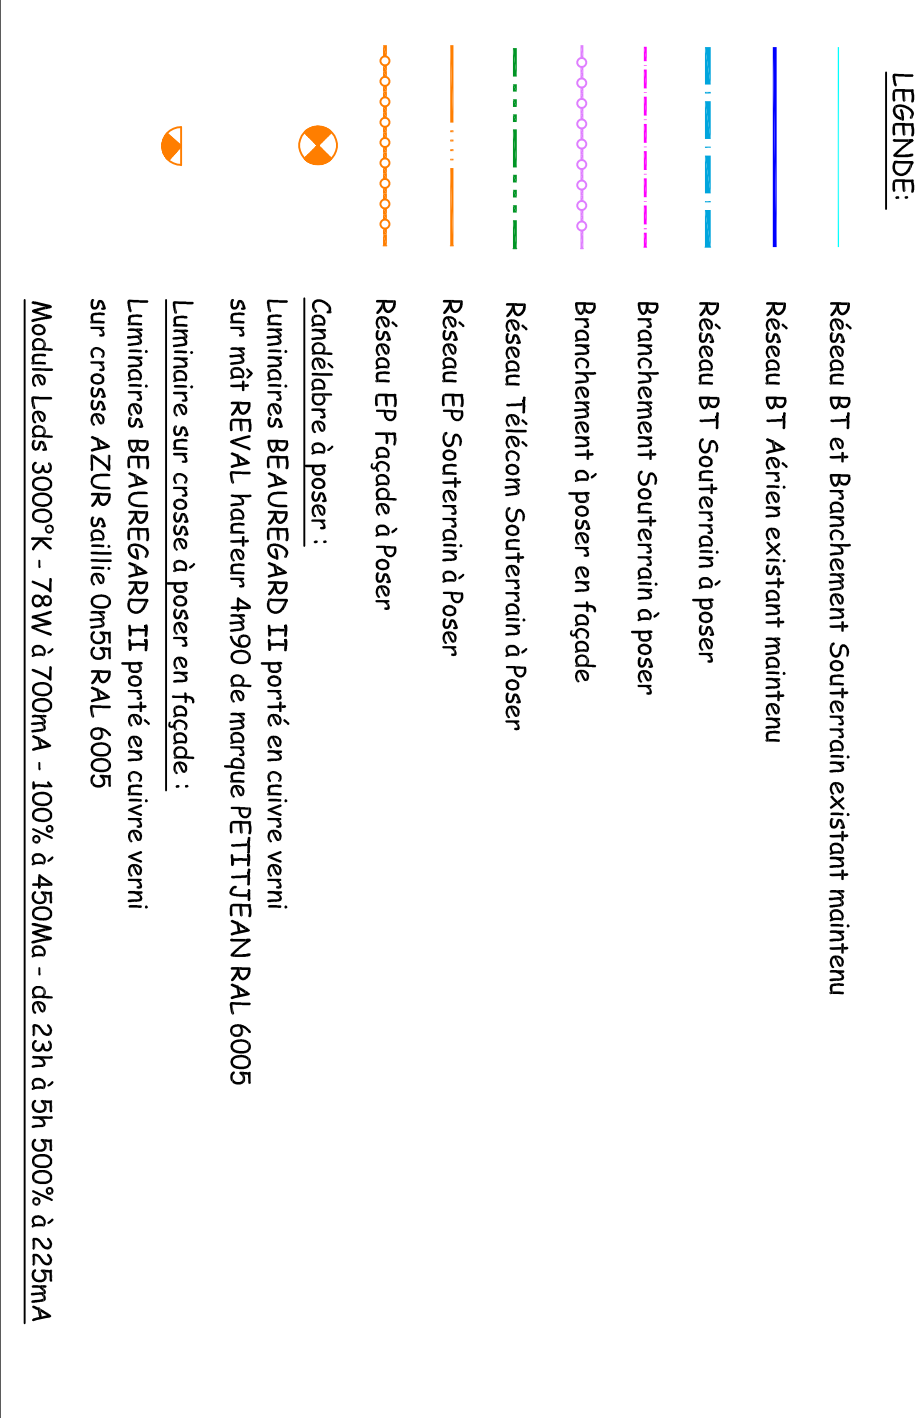 LEGENDE:
Réseau BT et Branchement Souterrain existant maintenu
Réseau BT Aérien existant maintenu
Réseau BT Souterrain à poser
Branchement Souterrain à poser
Branchement à poser en façade
Réseau Télécom Souterrain à Poser
Réseau EP Souterrain à Poser
Réseau EP Façade à Poser
Candélabre à poser :
Luminaires BEAUREGARD II porté en cuivre verni
sur mât REVAL hauteur 4m90 de marque PETITJEAN RAL 6005
Luminaire sur crosse à poser en façade :
Luminaires BEAUREGARD II porté en cuivre verni
sur crosse AZUR saillie 0m55 RAL 6005
Module Leds 3000°K - 78W à 700mA - 100% à 450Ma - de 23h à 5h 500% à 225mA